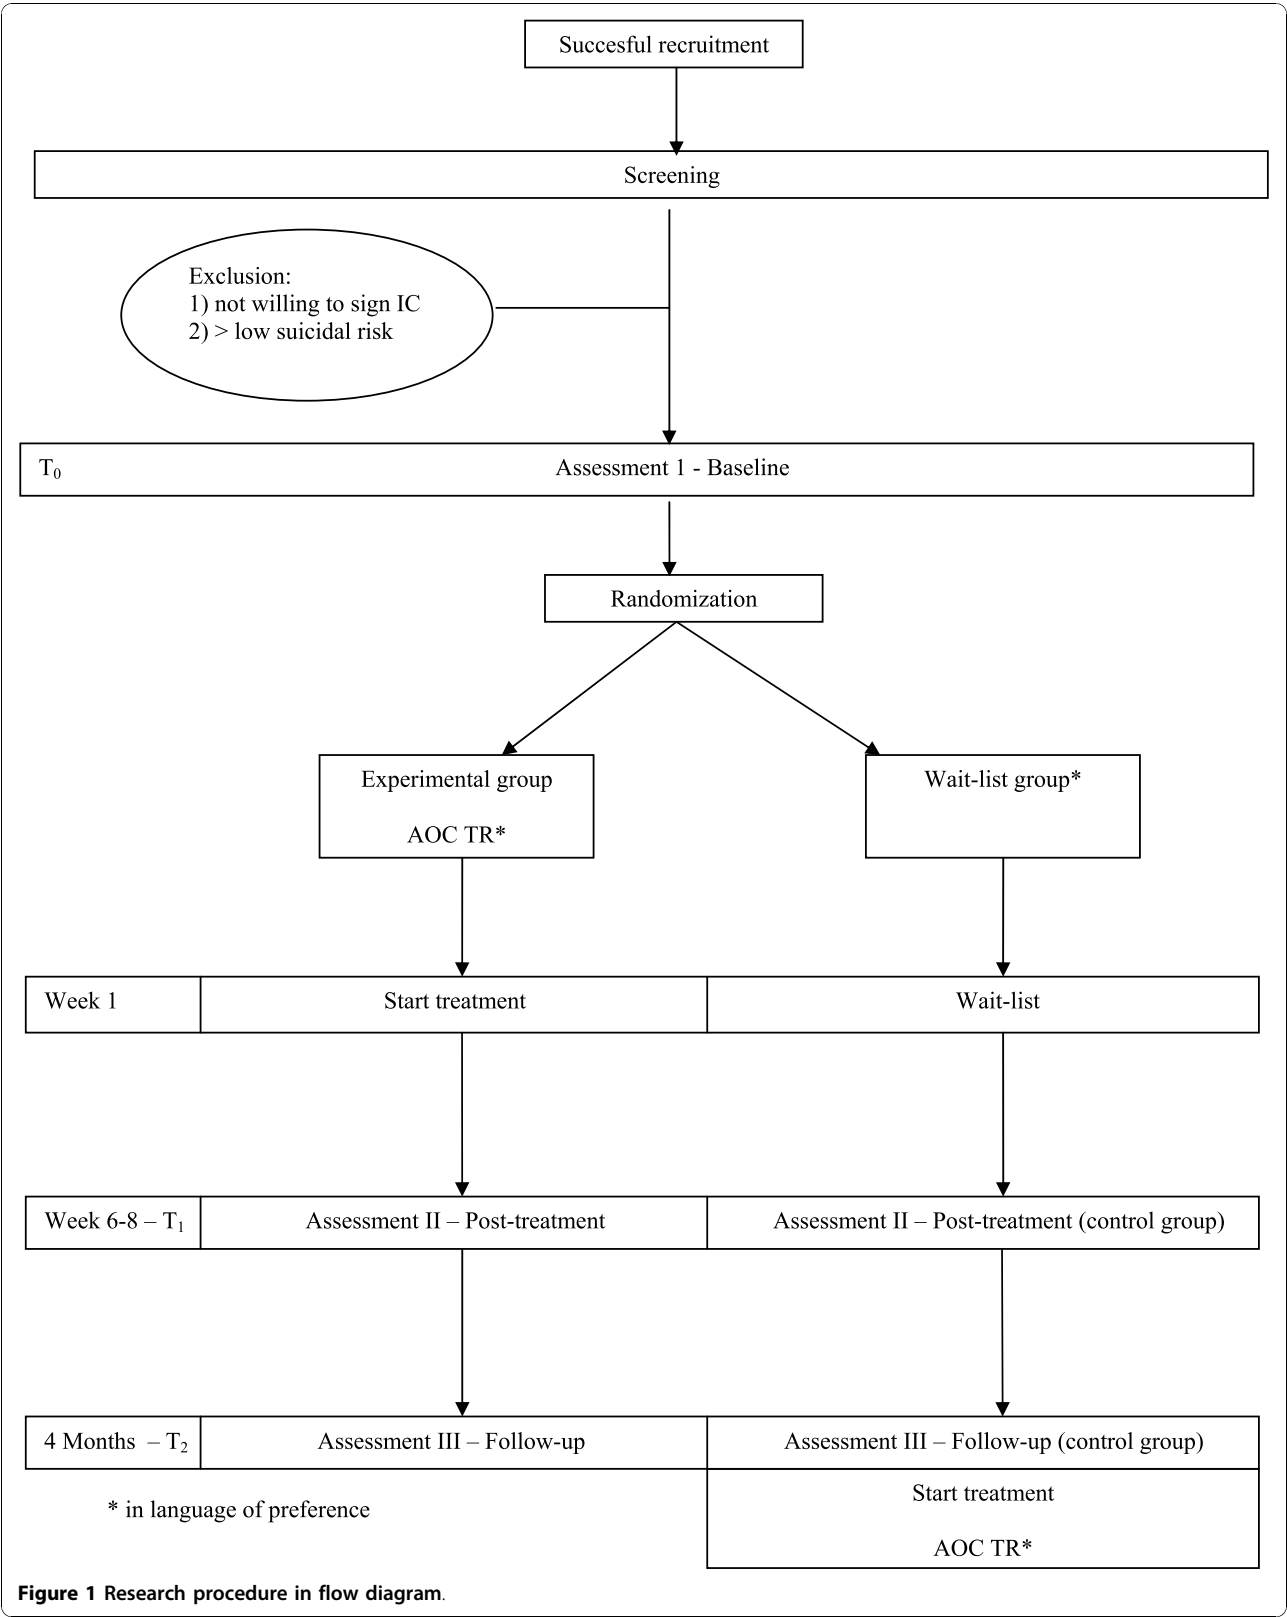 Succesful recruitment
Screening
Exclusion:
1) not willing to sign IC
2) > low suicidal risk
T0 Assessment 1 - Baseline
Randomization
Experimental group
AOC TR*
Wait-list group*
Week 1 Start treatment Wait-list
Week 6-8 – T1 Assessment II – Post-treatment Assessment II – Post-treatment (control group)
4 Months – T2 Assessment III – Follow-up Assessment III – Follow-up (control group)
Start treatment
AOC TR*
* in language of preference
Figure 1 Research procedure in flow diagram.